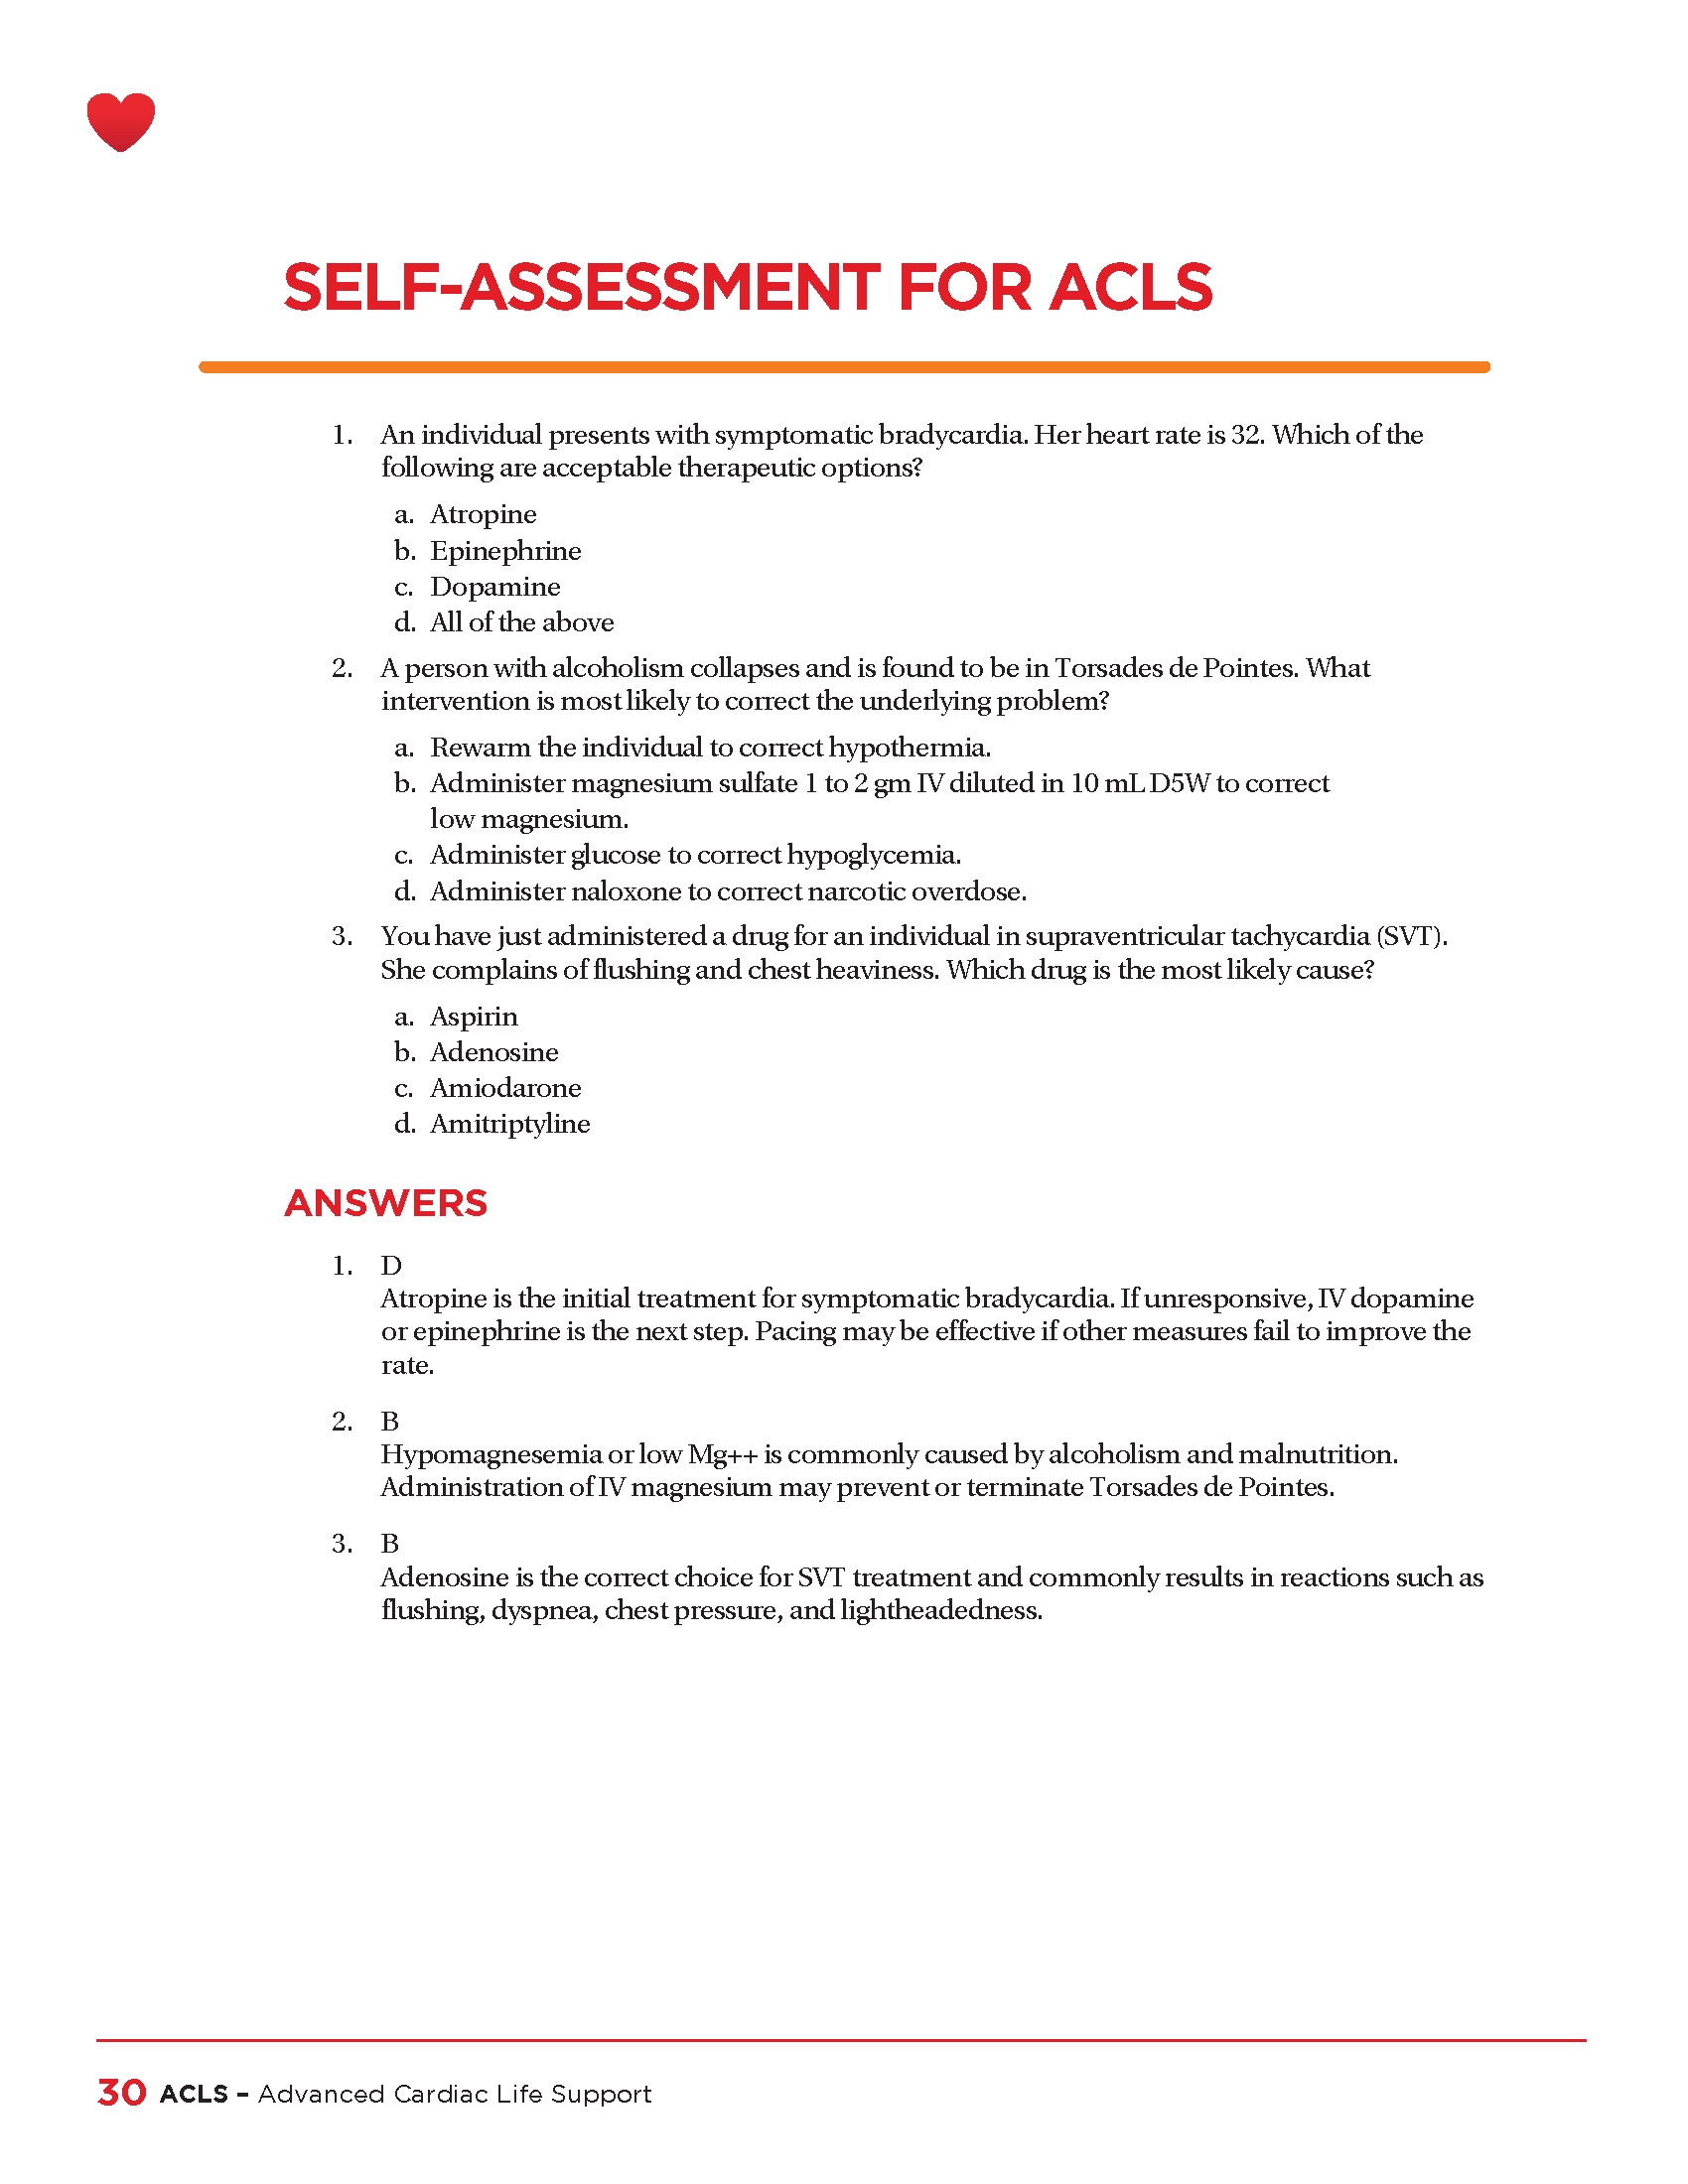 SELF-ASSESSMENT FOR ACLS
1. An individual presents with symptomatic bradycardia. Her heart rate is 32. Which of the
following are acceptable therapeutic options?
a. Atropine
b. Epinephrine
c. Dopamine
d. All of the above
2. A person with alcoholism collapses and is found to be in Torsades de Pointes. What
intervention is most likely to correct the underlying problem?
a. Rewarm the individual to correct hypothermia.
b. Administer magnesium sulfate 1 to 2 gm IV diluted in 10 mL D5W to correct
low magnesium.
c. Administer glucose to correct hypoglycemia.
d. Administer naloxone to correct narcotic overdose.
3. You have just administered a drug for an individual in supraventricular tachycardia (SVT).
She complains of flushing and chest heaviness. Which drug is the most likely cause?
a. Aspirin
b. Adenosine
c. Amiodarone
d. Amitriptyline
ANSWERS
1. D
Atropine is the initial treatment for symptomatic bradycardia. If unresponsive, IV dopamine
or epinephrine is the next step. Pacing may be effective if other measures fail to improve the
rate.
2. B
Hypomagnesemia or low Mg++ is commonly caused by alcoholism and malnutrition.
Administration of IV magnesium may prevent or terminate Torsades de Pointes.
3. B
Adenosine is the correct choice for SVT treatment and commonly results in reactions such as
flushing, dyspnea, chest pressure, and lightheadedness.
30 ACLS – Advanced Cardiac Life Support